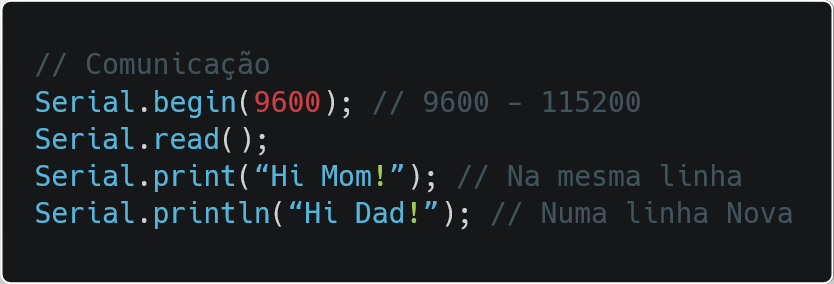 // Comunicação
Serial.begin(9600); // 9600 - 115200
Serial.read();
Serial.print(“Hi Mom!”); // Na mesma linha
Serial.println(“Hi Dad!”); // Numa linha Nova